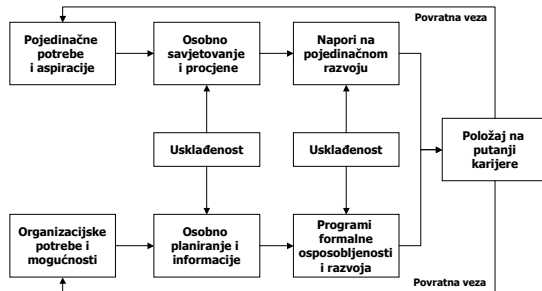 Povratna veza
Pojedinačne
potrebe
i aspiracije
Osobno
savjetovanje
i procjene
Napori na
pojedinačnom
razvoju
Usklađenost
Usklađenost
Položaj na
putanji
karijere
Organizacijske
potrebe i
mogućnosti
Osobno
planiranje i
informacije
Programi
formalne
osposobljenosti
i razvoja
Povratna veza